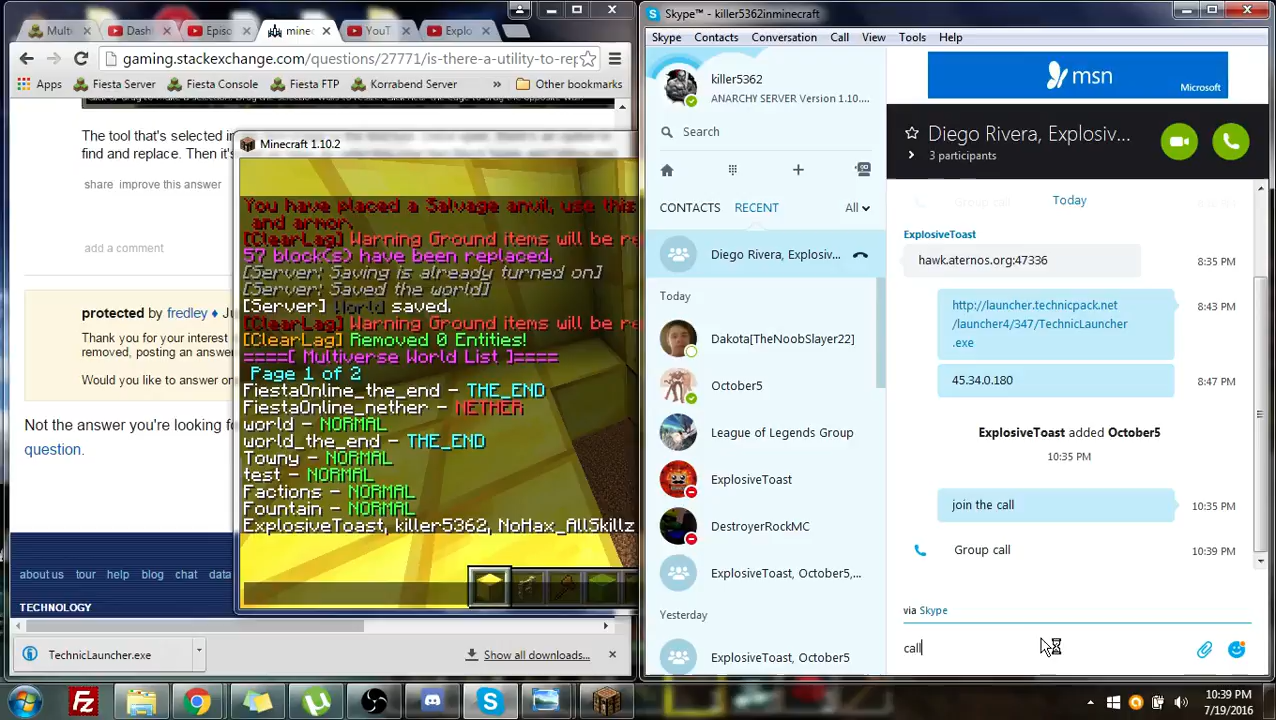 Multi
Dash
Episo
mine
YouT
Explo
gaming.stackexchange.com/questions/27771/is-there-a-utility-to-rep
Apps
Fiesta Server
Fiesta Console
Fiesta FTP
Korrabend Server
»
Other bookmarks
The tool that's selected in
find and replace. Then it'
share improve this answer
add a comment
protected by fredley ♦ Ju
Thank you for your interest
removed, posting an answer
Would you like to answer on
Not the answer you're looking fo
question.
about us tour help blog chat data
TECHNOLOGY
TechnicLauncher.exe
Show all downloads...
Minecraft 1.10.2
You have placed a Salvage anvil, use this
and armor.
[ClearLag] Warning Ground items will be re
57 block(s) have been replaced.
[Server: Saving is already turned on]
[Server: Saved the world]
[Server] World saved.
[ClearLag] Warning Ground items will be re
[ClearLag] Removed 0 Entities!
====[ Multiverse World List ]====
Page 1 of 2
FiestaOnline_the_end - THE_END
FiestaOnline_nether - NETHER
world - NORMAL
world_the_end - THE_END
Towny - NORMAL
test - NORMAL
Factions - NORMAL
Fountain - NORMAL
ExplosiveToast, killer5362, NoHax_AllSkillz
Skype™ - killer5362inminecraft
Skype Contacts Conversation Call View Tools Help
killer5362
ANARCHY SERVER Version 1.10....
Search
CONTACTS RECENT All
Diego Rivera, Explosiv...
Today
Dakota[TheNoobSlayer22]
October5
League of Legends Group
ExplosiveToast
DestroyerRockMC
ExplosiveToast, October5,...
Yesterday
ExplosiveToast, October5
msn
Microsoft
Diego Rivera, Explosiv...
3 participants
Group call
Today
ExplosiveToast
hawk.aternos.org:47336
8:35 PM
http://launcher.technicpack.net
/launcher4/347/TechnicLauncher
.exe
8:43 PM
45.34.0.180
8:47 PM
ExplosiveToast added October5
10:35 PM
join the call
10:35 PM
Group call
10:39 PM
via Skype
call
10:39 PM
7/19/2016